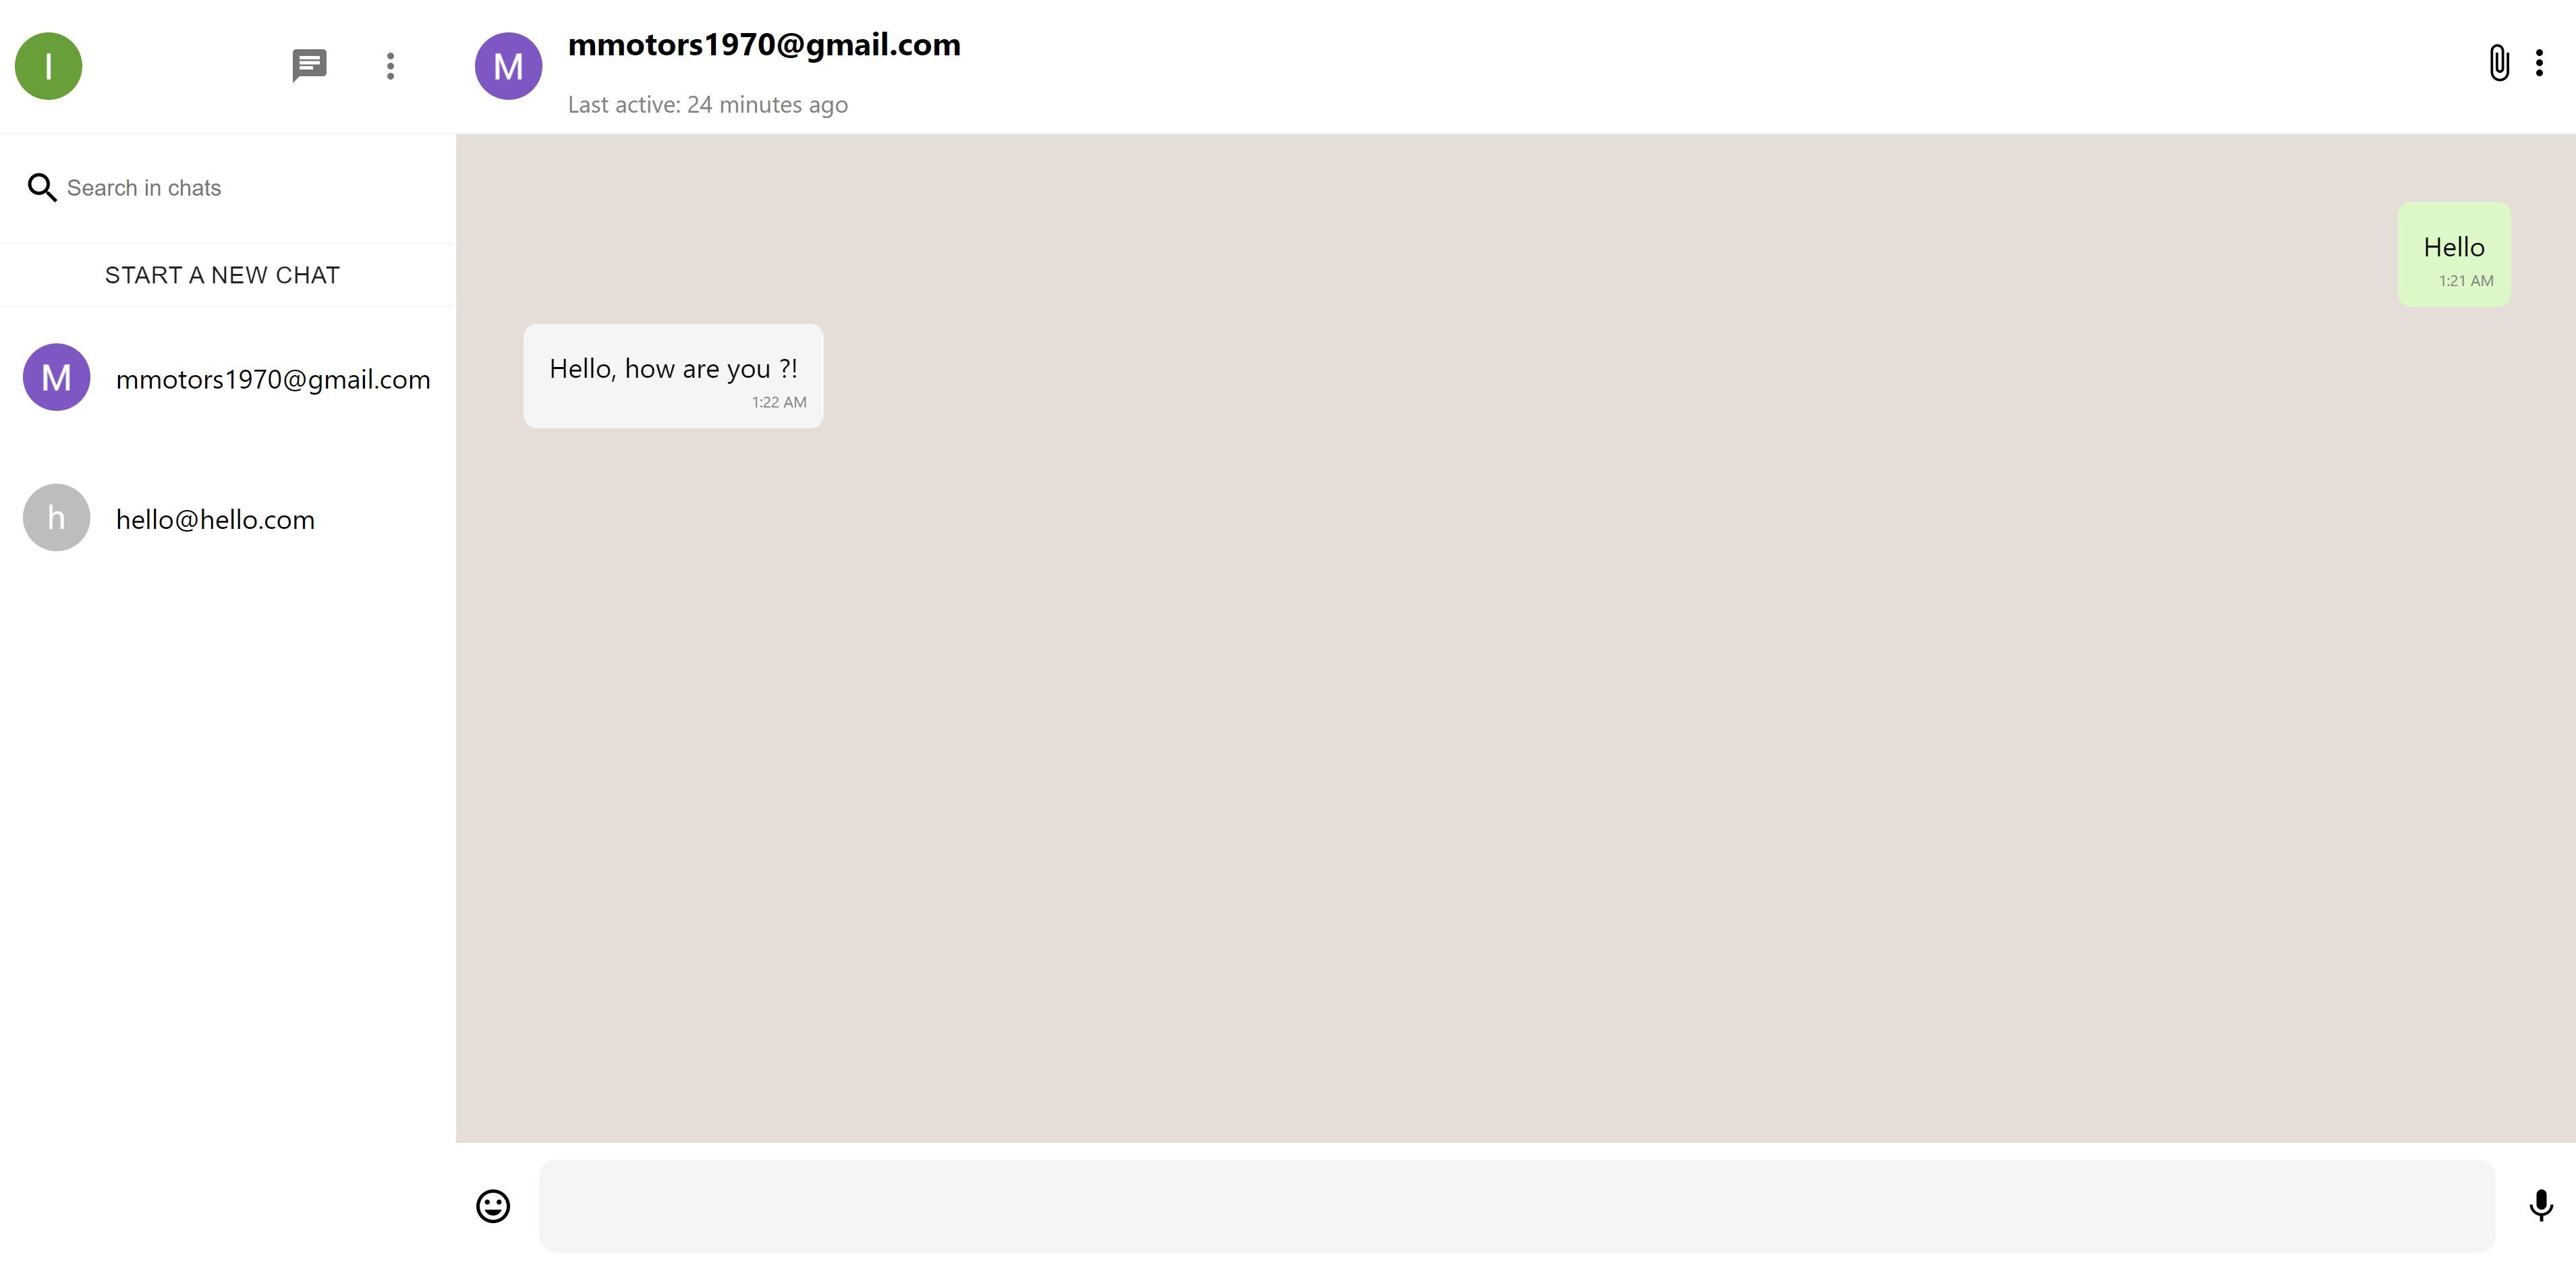 I
Search in chats
START A NEW CHAT
M mmotors1970@gmail.com
h hello@hello.com
M mmotors1970@gmail.com
Last active: 24 minutes ago
Hello
1:21 AM
Hello, how are you ?!
1:22 AM